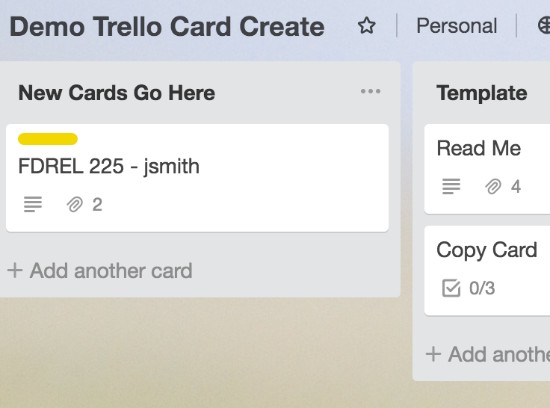 Demo Trello Card Create
Personal
New Cards Go Here
FDREL 225 - jsmith
2
+ Add another card
Template
Read Me
4
Copy Card
0/3
+ Add anothe